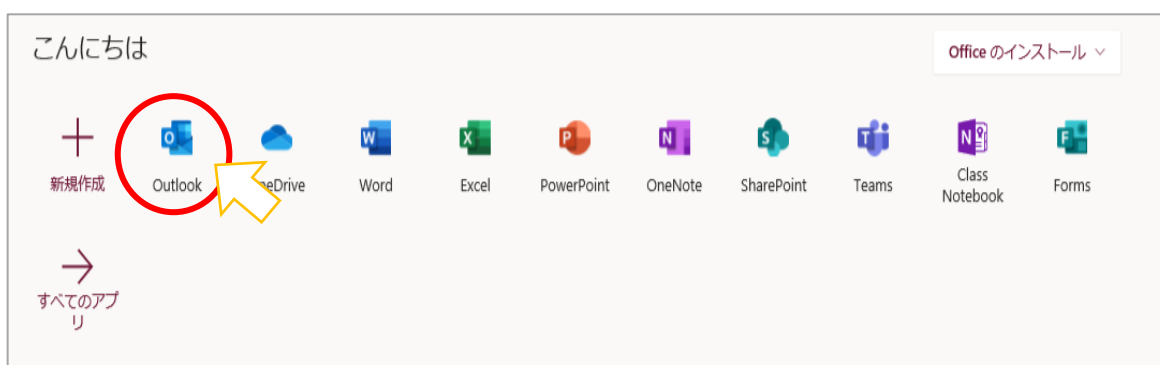 こんにちは
Office のインストール
新規作成
Outlook
eDrive
Word
Excel
PowerPoint
OneNote
SharePoint
Teams
Class
Notebook
Forms
すべてのアプ
リ